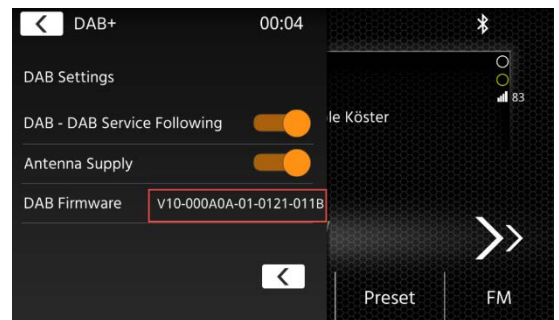 DAB+ 00:04
DAB Settings
83
DAB - DAB Service Following
le Köster
Antenna Supply
DAB Firmware V10-000A0A-01-0121-011B
Preset FM